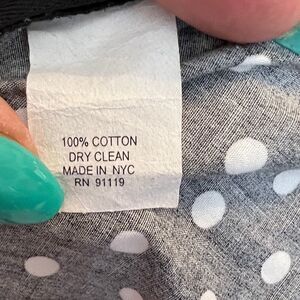 100% COTTON
DRY CLEAN
MADE IN NYC
RN 91119